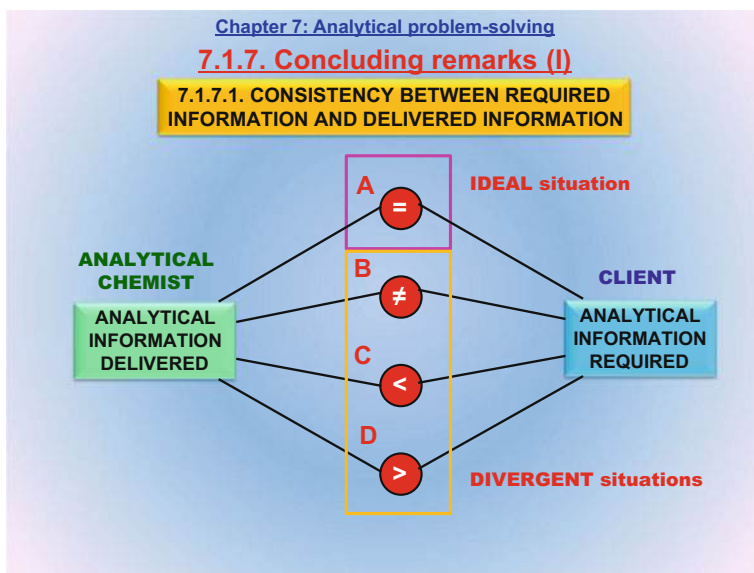 Chapter 7: Analytical problem-solving
7.1.7. Concluding remarks (I)
7.1.7.1. CONSISTENCY BETWEEN REQUIRED
INFORMATION AND DELIVERED INFORMATION
A
IDEAL situation
=
ANALYTICAL
CHEMIST
B
CLIENT
≠
ANALYTICAL
INFORMATION
DELIVERED
ANALYTICAL
INFORMATION
REQUIRED
C
<
D
>
DIVERGENT situations